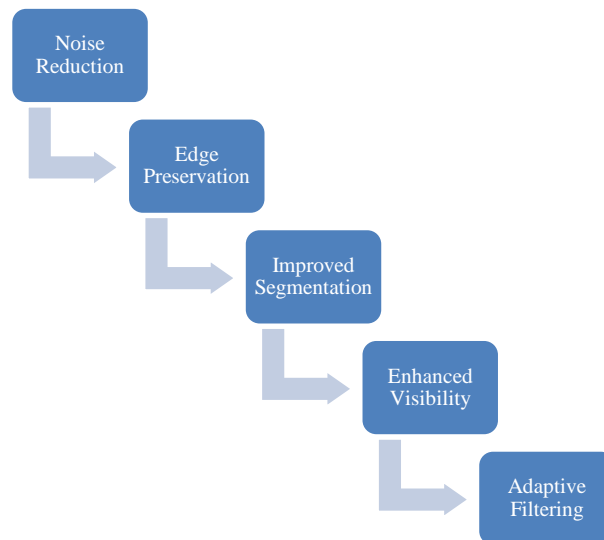 Noise
Reduction
Edge
Preservation
Improved
Segmentation
Enhanced
Visibility
Adaptive
Filtering